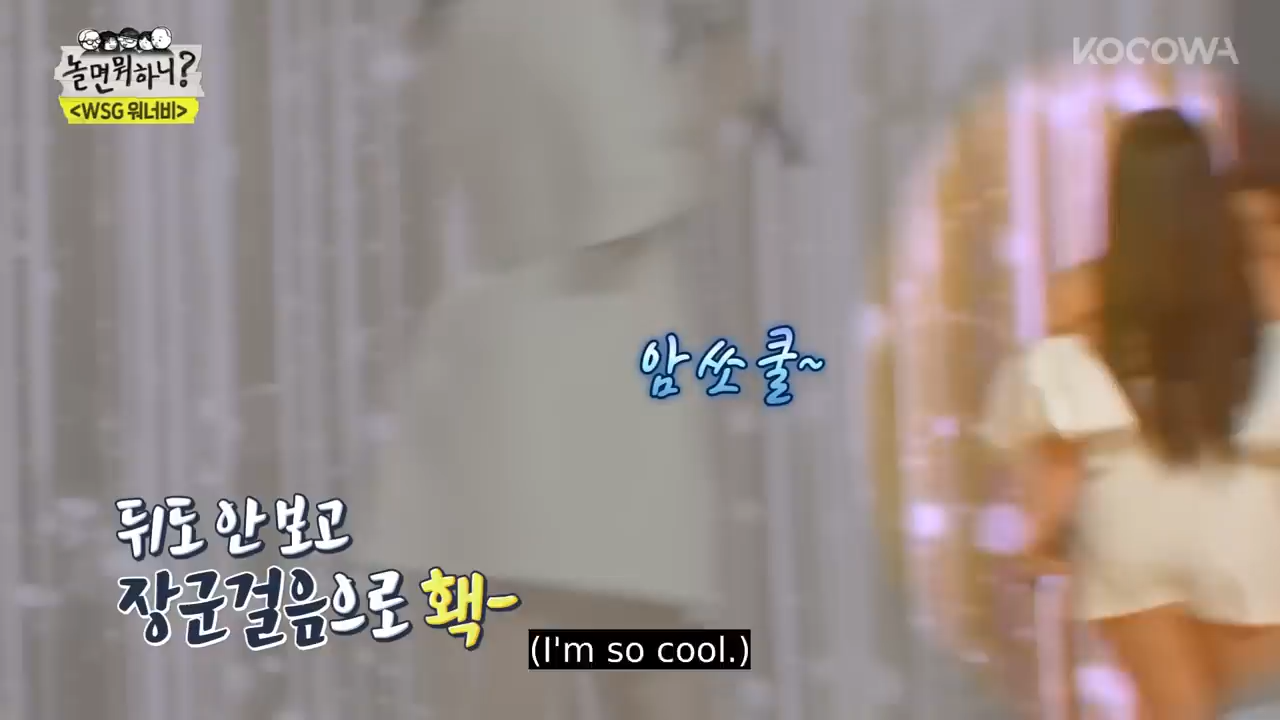 놀면뭐하니?
<WSG 워너비>
KOCOWA
암 쏘 쿨~
뒤도 안 보고
장군걸음으로 홱-
(I'm so cool.)